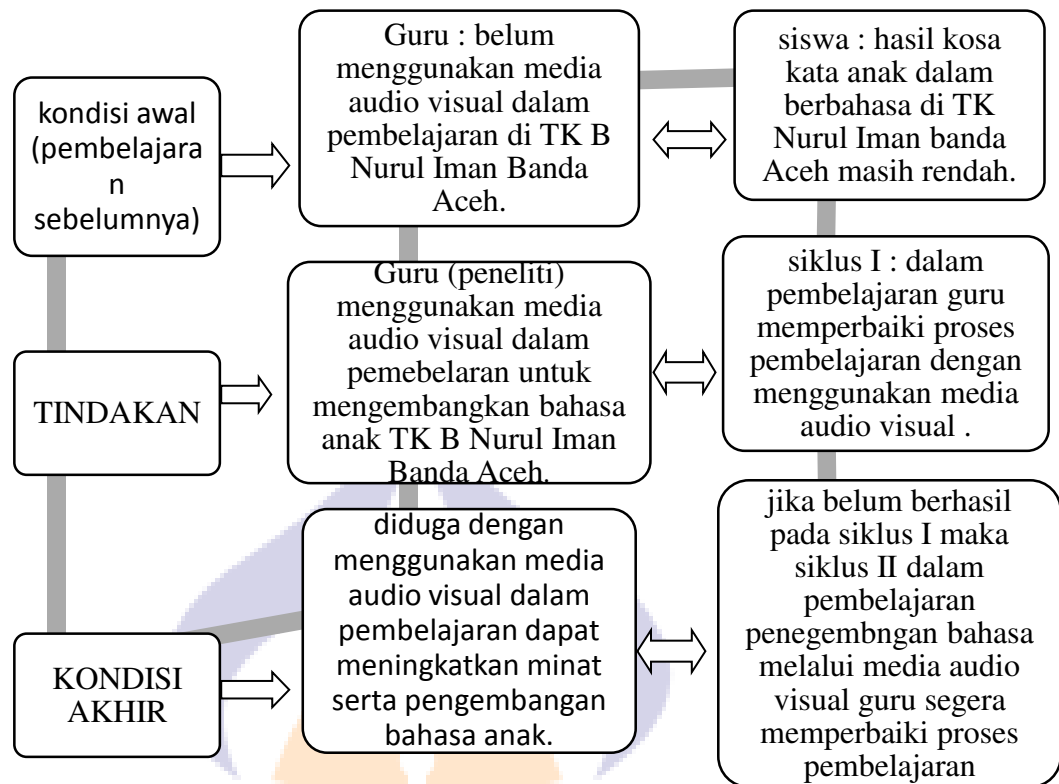 kondisi awal
(pembelajara
n
sebelumnya)
Guru : belum
menggunakan media
audio visual dalam
pembelajaran di TK B
Nurul Iman Banda
Aceh.
siswa : hasil kosa
kata anak dalam
berbahasa di TK
Nurul Iman banda
Aceh masih rendah.
TINDAKAN
Guru (peneliti)
menggunakan media
audio visual dalam
pemebelaran untuk
mengembangkan bahasa
anak TK B Nurul Iman
Banda Aceh.
siklus I : dalam
pembelajaran guru
memperbaiki proses
pembelajaran dengan
menggunakan media
audio visual .
KONDISI
AKHIR
diduga dengan
menggunakan media
audio visual dalam
pembelajaran dapat
meningkatkan minat
serta pengembangan
bahasa anak.
jika belum berhasil
pada siklus I maka
siklus II dalam
pembelajaran
penegembngan bahasa
melalui media audio
visual guru segera
memperbaiki proses
pembelajaran